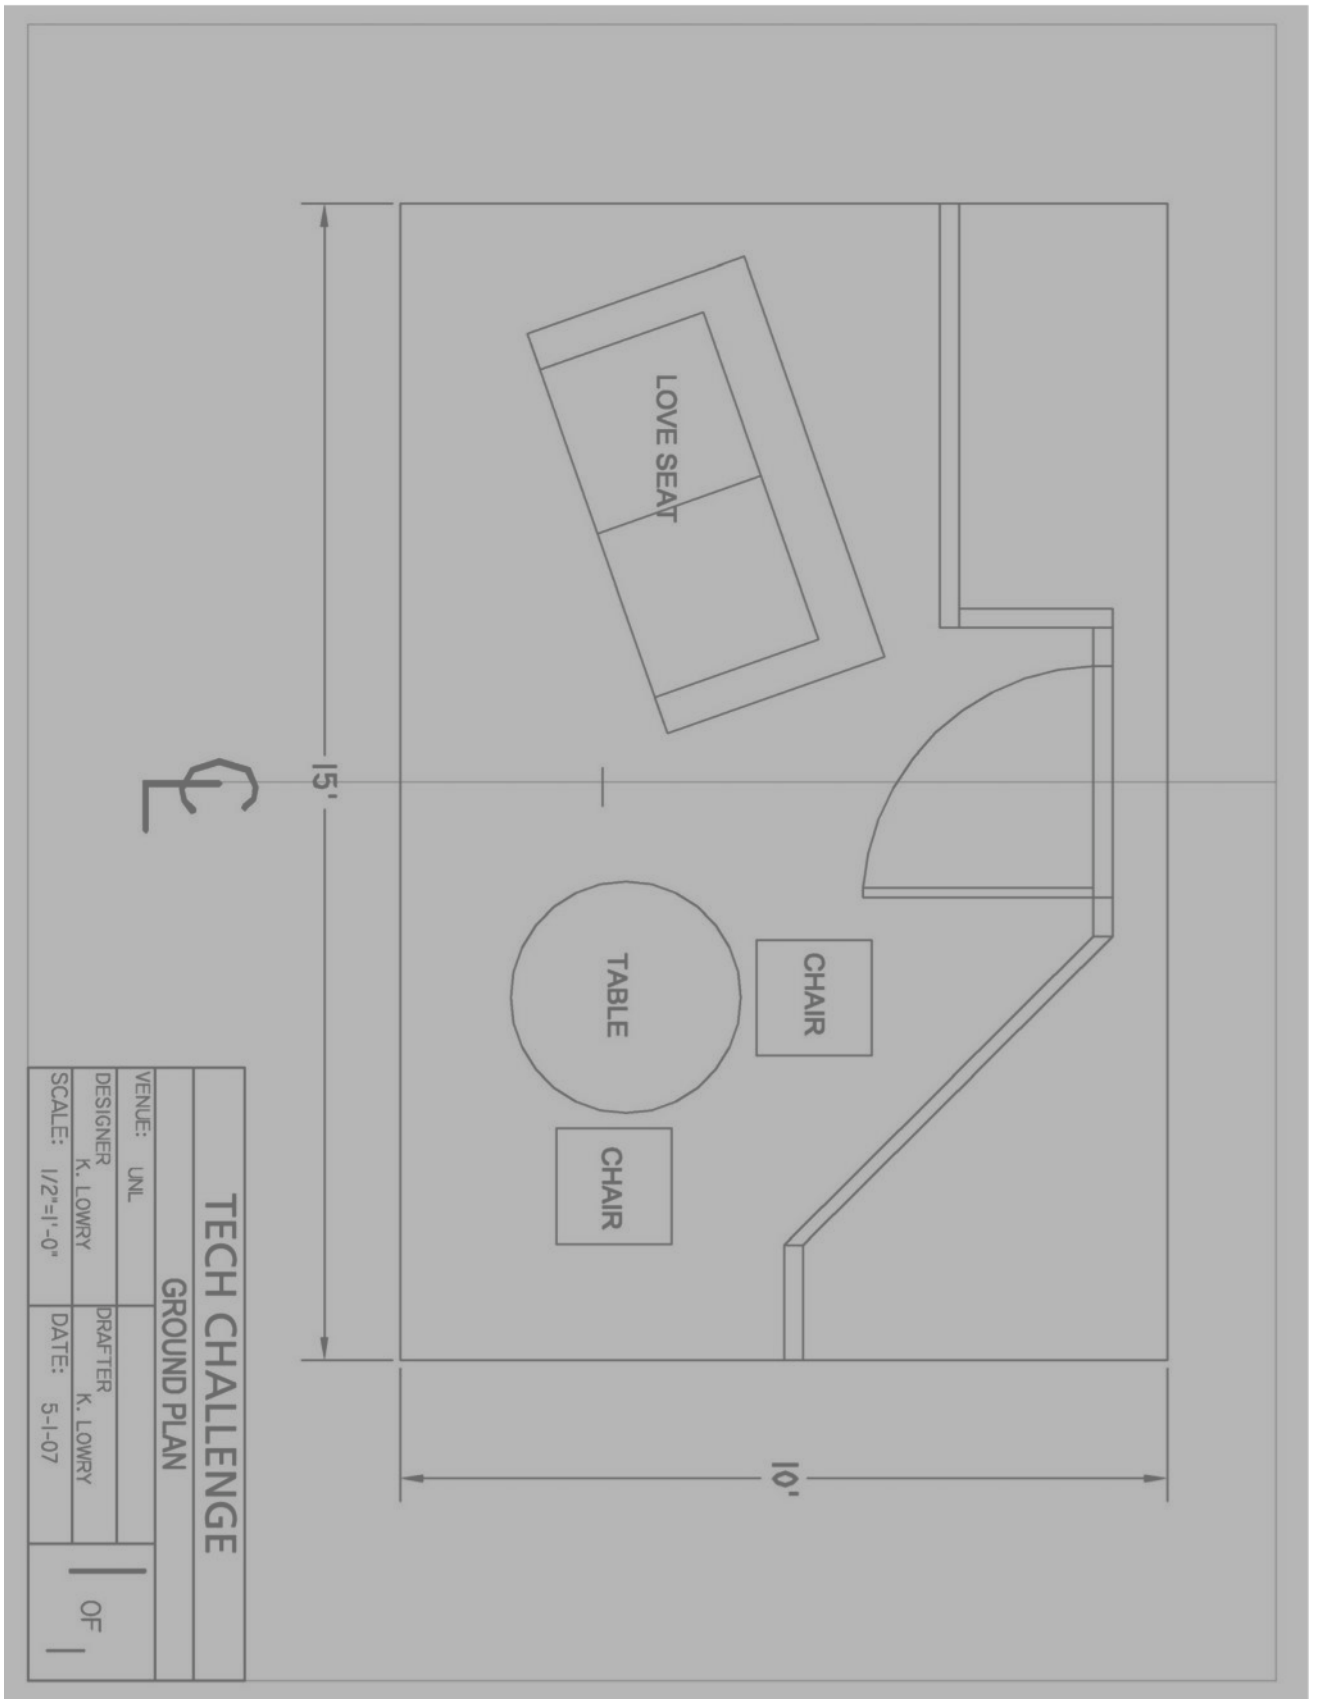 LOVE SEAT
CHAIR
TABLE
CHAIR
10'
15'
CL
TECH CHALLENGE
GROUND PLAN
VENUE: UNL
DESIGNER
K. LOWRY
DRAFTER
K. LOWRY
SCALE: 1/2"=1'-0"
DATE: 5-1-07
1 OF 1